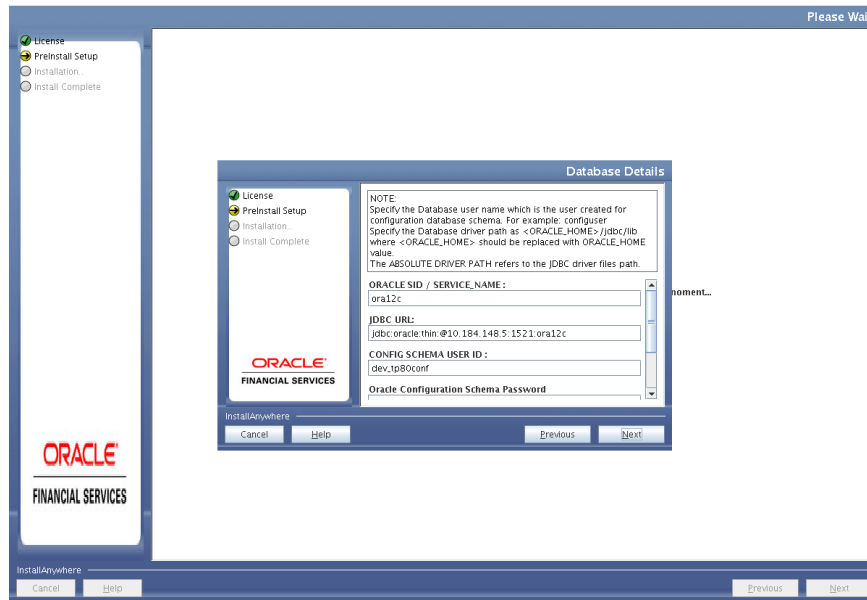 Please Wai
License
PreInstall Setup
Installation..
Install Complete
Database Details
License
PreInstall Setup
Installation..
Install Complete
NOTE:
Specify the Database user name which is the user created for
configuration database schema. For example: configuser
Specify the Database driver path as <ORACLE_HOME>/jdbc/lib
where <ORACLE_HOME> should be replaced with ORACLE_HOME
value.
The ABSOLUTE DRIVER PATH refers to the JDBC driver files path.
ORACLE SID / SERVICE_NAME :
ora12c
JDBC URL:
jdbc:oracle:thin:@10.184.148.5:1521:ora12c
CONFIG SCHEMA USER ID :
dev_tp80conf
Oracle Configuration Schema Password
ORACLE
FINANCIAL SERVICES
InstallAnywhere
Cancel Help Previous Next
moment...
ORACLE
FINANCIAL SERVICES
InstallAnywhere
Cancel Help Previous Next